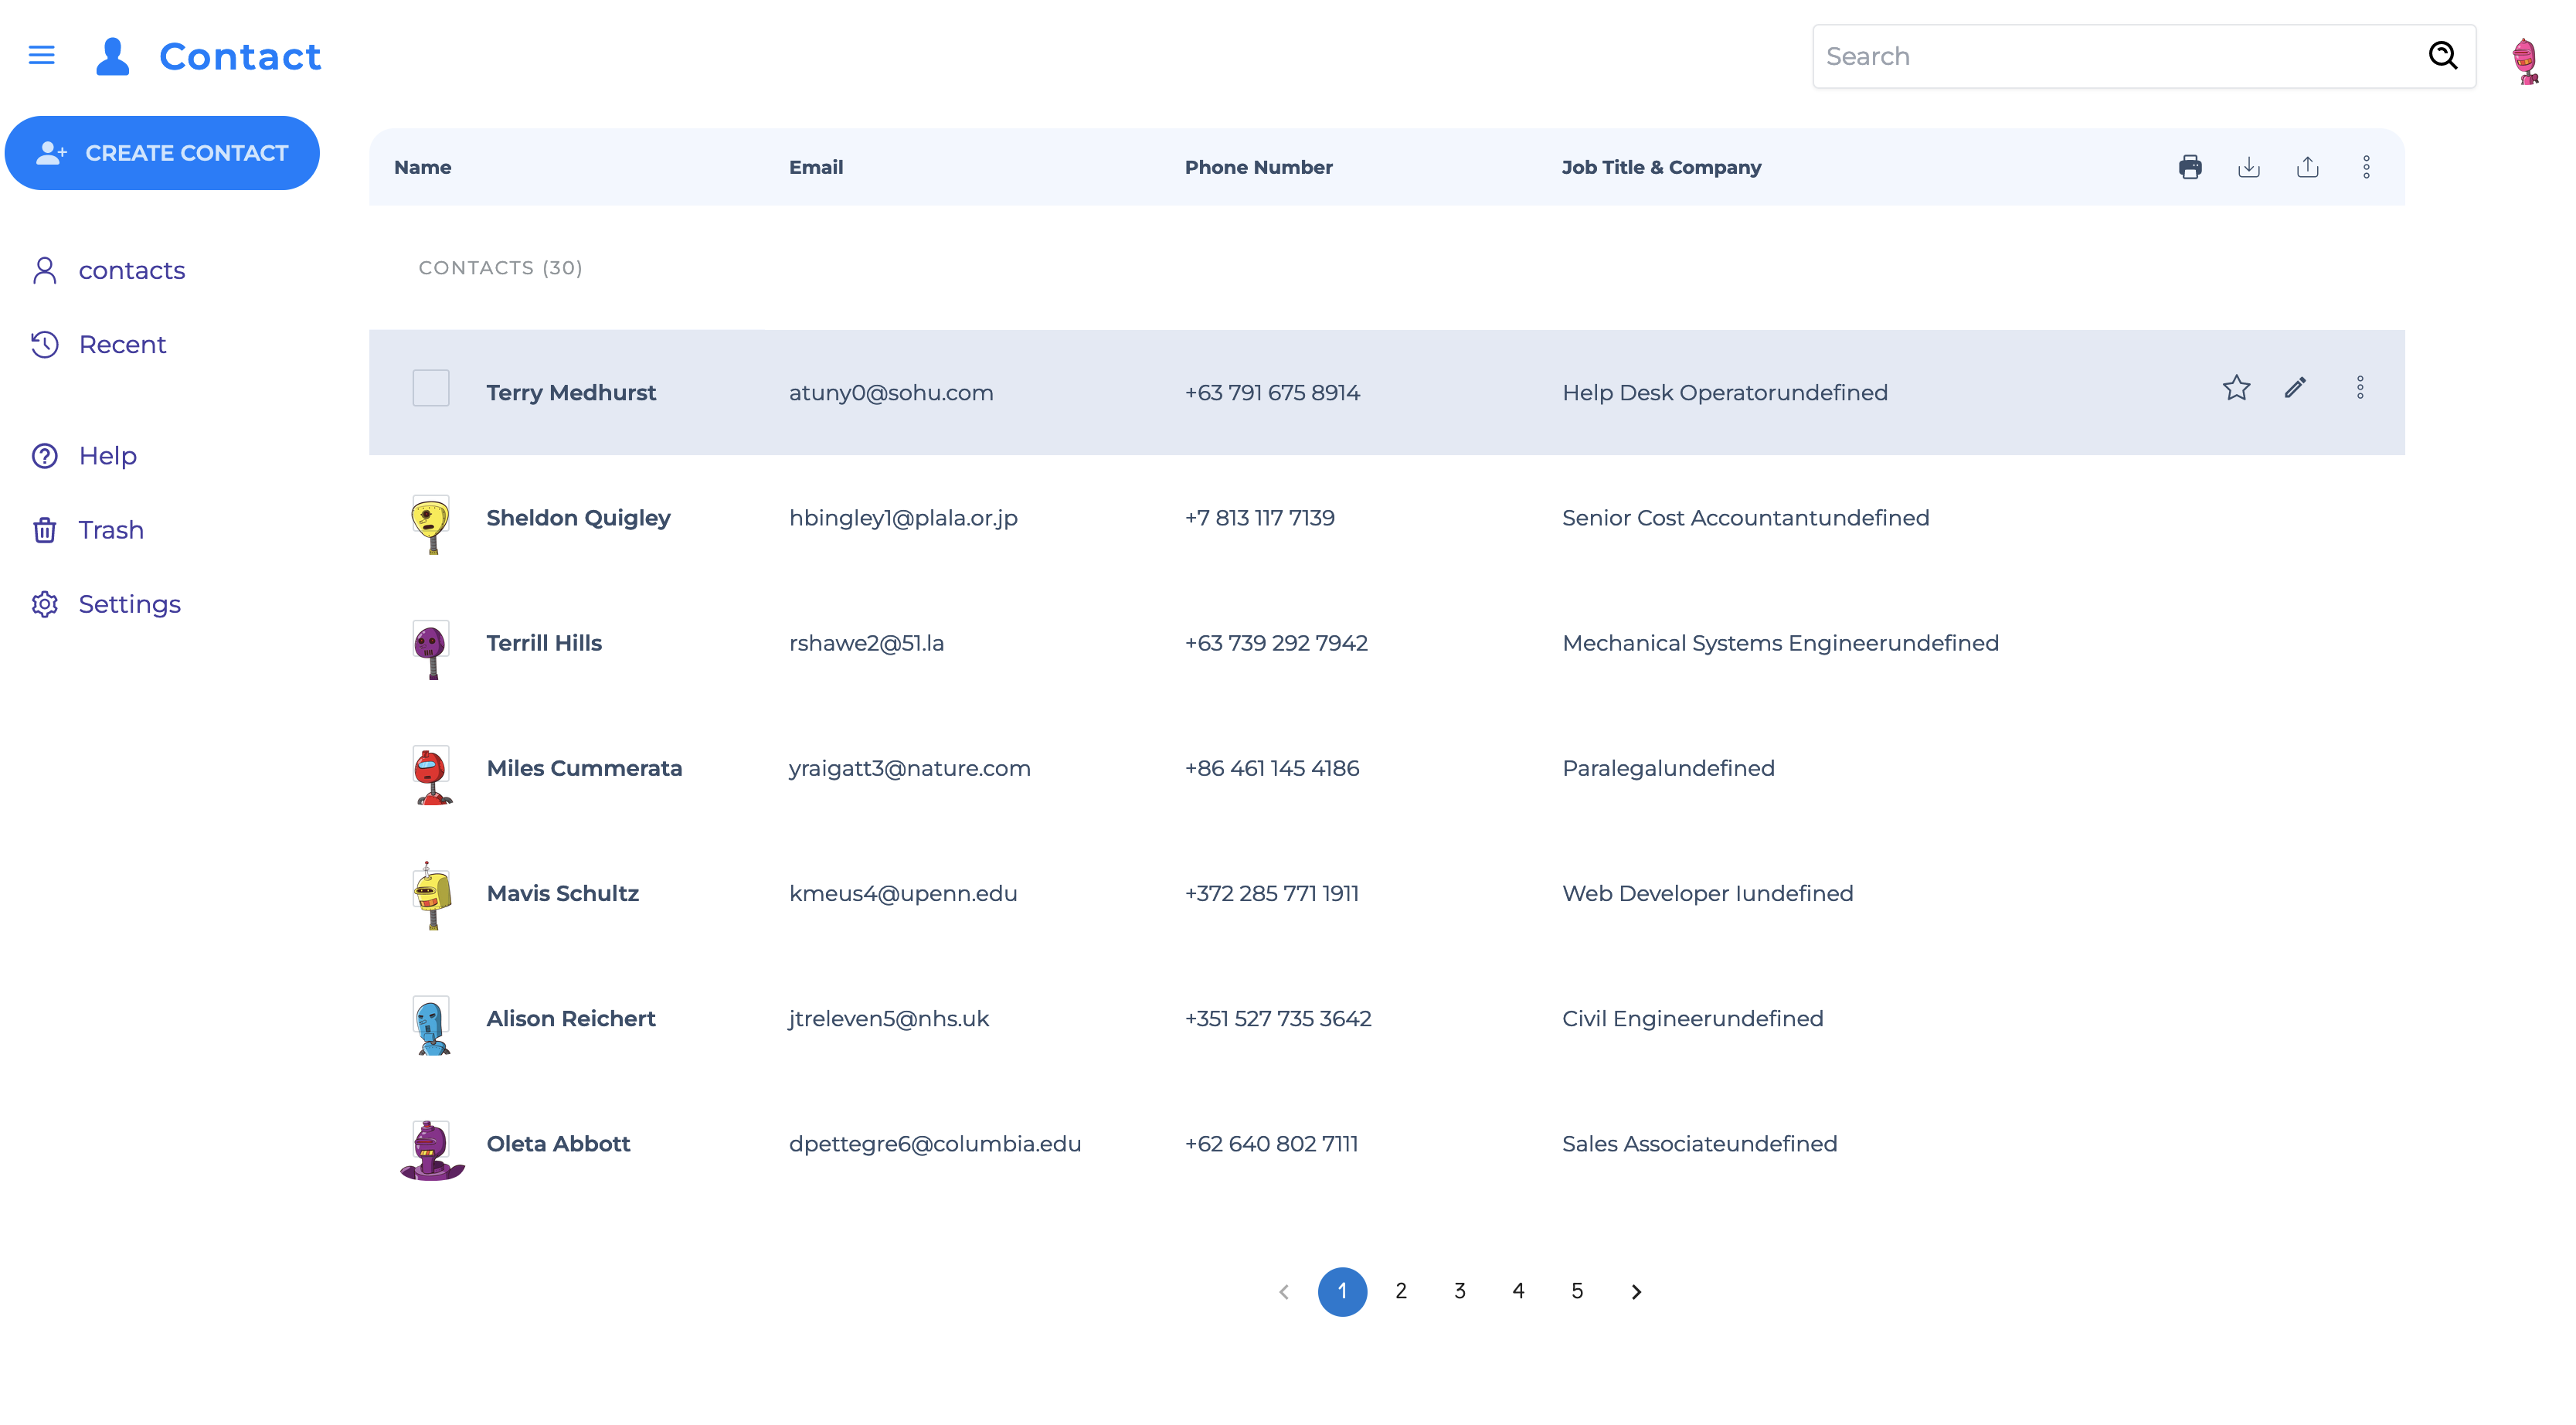 Contact
Search
CREATE CONTACT
Name Email Phone Number Job Title & Company
contacts
CONTACTS (30)
Recent
Terry Medhurst atuny0@sohu.com +63 791 675 8914 Help Desk Operatorundefined
Help
Sheldon Quigley hbingley1@plala.or.jp +7 813 117 7139 Senior Cost Accountantundefined
Trash
Settings
Terrill Hills rshawe2@51.la +63 739 292 7942 Mechanical Systems Engineerundefined
Miles Cummerata yraigatt3@nature.com +86 461 145 4186 Paralegalundefined
Mavis Schultz kmeus4@upenn.edu +372 285 771 1911 Web Developer Iundefined
Alison Reichert jtreleven5@nhs.uk +351 527 735 3642 Civil Engineerundefined
Oleta Abbott dpettegre6@columbia.edu +62 640 802 7111 Sales Associateundefined
1 2 3 4 5